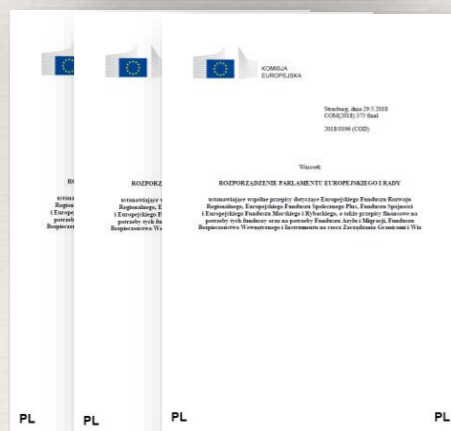 KOMISJA
EUROPEJSKA
Strasburg, dnia 29.5.2018
COM(2018) 375 final
2018/0196 (COD)
Wniosek
ROZPORZĄDZENIE PARLAMENTU EUROPEJSKIEGO I RADY
ustanawiające wspólne przepisy dotyczące Europejskiego Funduszu Rozwoju
Regionalnego, Europejskiego Funduszu Społecznego Plus, Funduszu Spójności
i Europejskiego Funduszu Morskiego i Rybackiego, a także przepisy finansowe na
potrzeby tych funduszy oraz na potrzeby Funduszu Azylu i Migracji, Funduszu
Bezpieczeństwa Wewnętrznego i Instrumentu na rzecz Zarządzania Granicami i Wiz
PL
PL
PL
PL